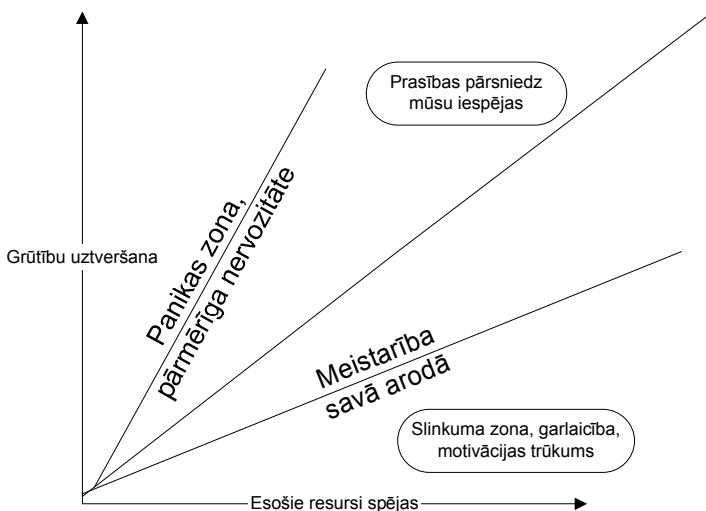 Prasības pārsniedz
mūsu iespējas
Panikas zona,
pārmērīga nervozitāte
Grūtību uztveršana
Meistarība
savā arodā
Slinkuma zona, garlaicība,
motivācijas trūkums
Esošie resursi spējas